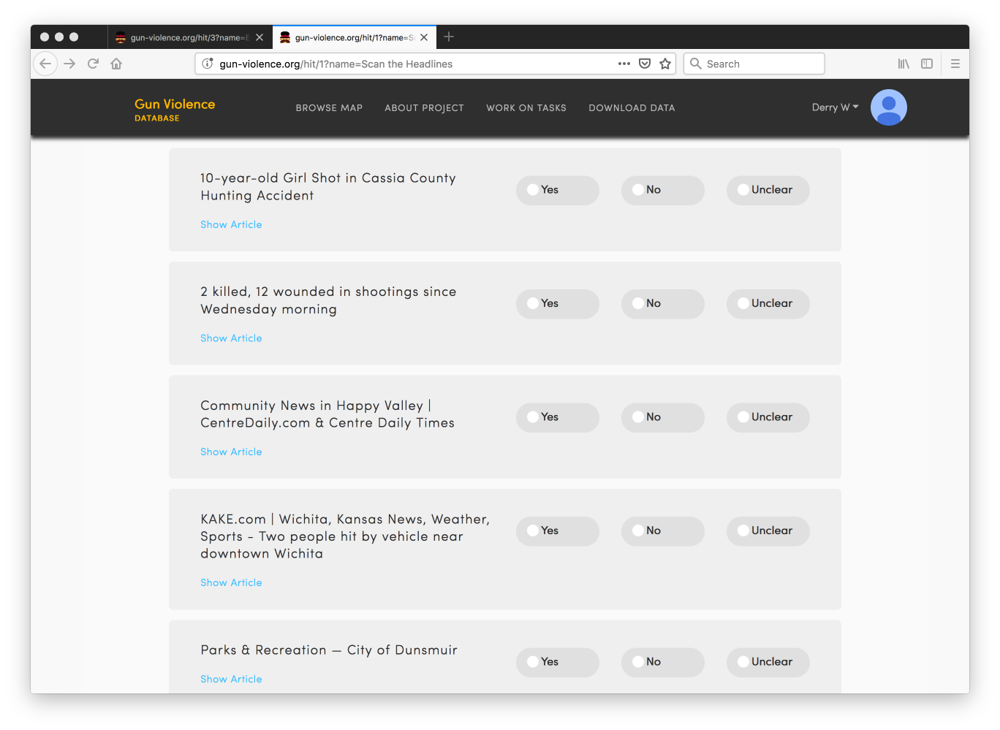 gun-violence.org/hit/3?name=E
gun-violence.org/hit/1?name=Sc
gun-violence.org/hit/1?name=Scan the Headlines
Search
Gun Violence
DATABASE
BROWSE MAP
ABOUT PROJECT
WORK ON TASKS
DOWNLOAD DATA
Derry W
10-year-old Girl Shot in Cassia County
Hunting Accident
Show Article
Yes
No
Unclear
2 killed, 12 wounded in shootings since
Wednesday morning
Show Article
Yes
No
Unclear
Community News in Happy Valley |
CentreDaily.com & Centre Daily Times
Show Article
Yes
No
Unclear
KAKE.com | Wichita, Kansas News, Weather,
Sports - Two people hit by vehicle near
downtown Wichita
Show Article
Yes
No
Unclear
Parks & Recreation — City of Dunsmuir
Show Article
Yes
No
Unclear